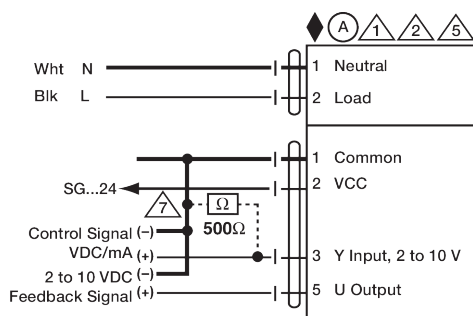 A 1 2 5
Wht N 1 Neutral
Blk L 2 Load
1 Common
SG...24 2 VCC
7 Ω
500Ω
Control Signal (-)
VDC/mA (+) 3 Y Input, 2 to 10 V
2 to 10 VDC (-)
Feedback Signal (+) 5 U Output